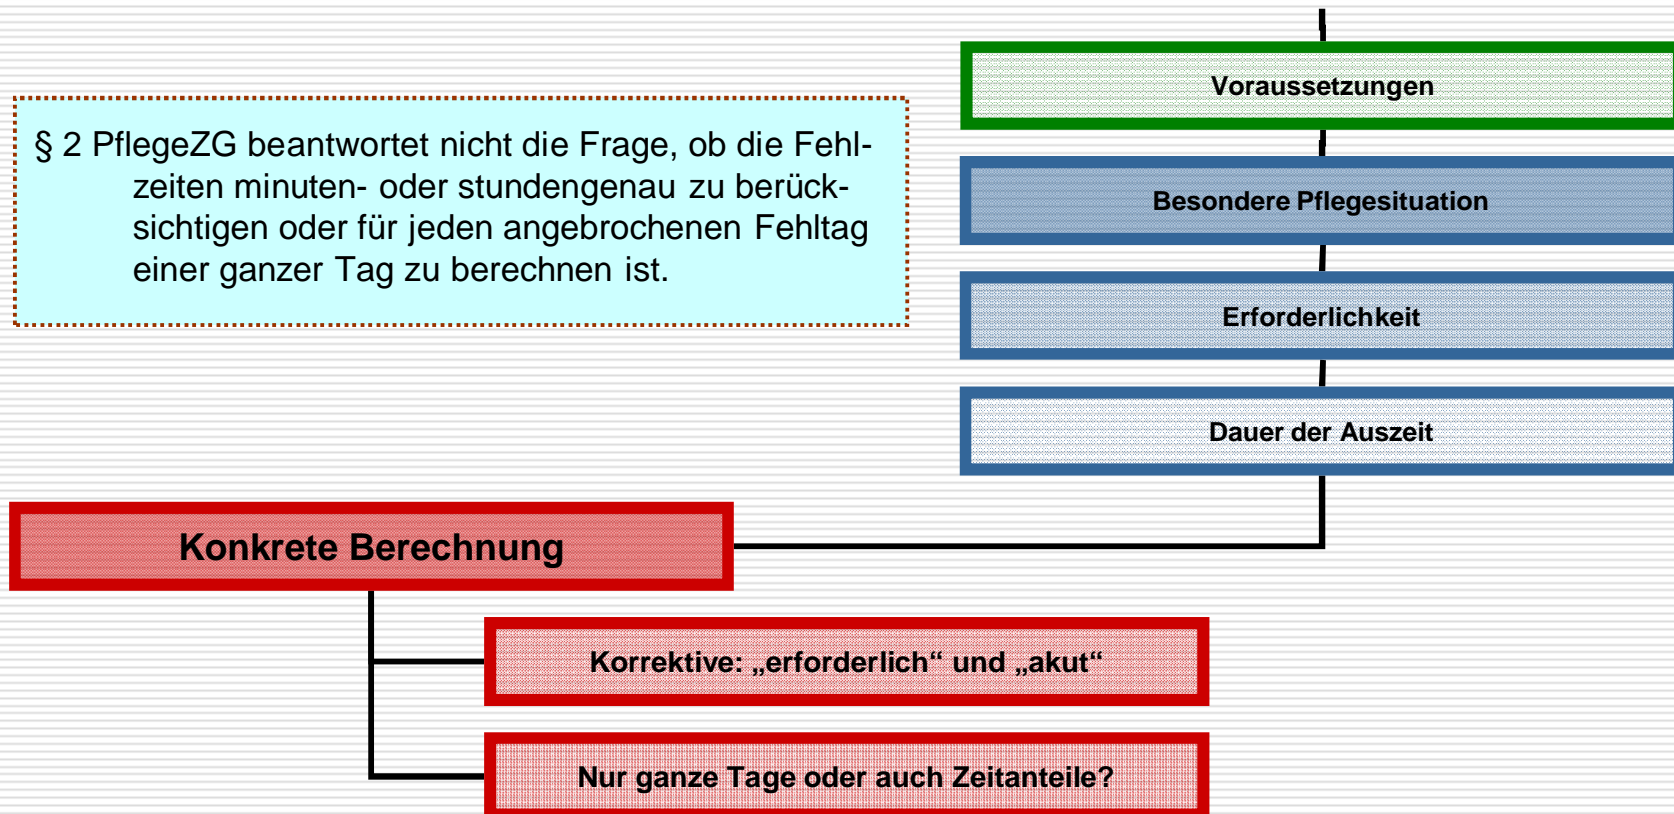 Voraussetzungen
§ 2 PflegeZG beantwortet nicht die Frage, ob die Fehl-
zeiten minuten- oder stundengenau zu berück-
sichtigen oder für jeden angebrochenen Fehltag
einer ganzer Tag zu berechnen ist.
Besondere Pflegesituation
Erforderlichkeit
Dauer der Auszeit
Konkrete Berechnung
Korrektive: „erforderlich“ und „akut“
Nur ganze Tage oder auch Zeitanteile?